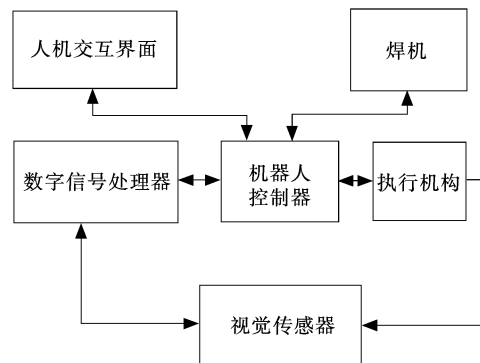 人机交互界面
焊机
数字信号处理器
机器人
控制器
执行机构
视觉传感器